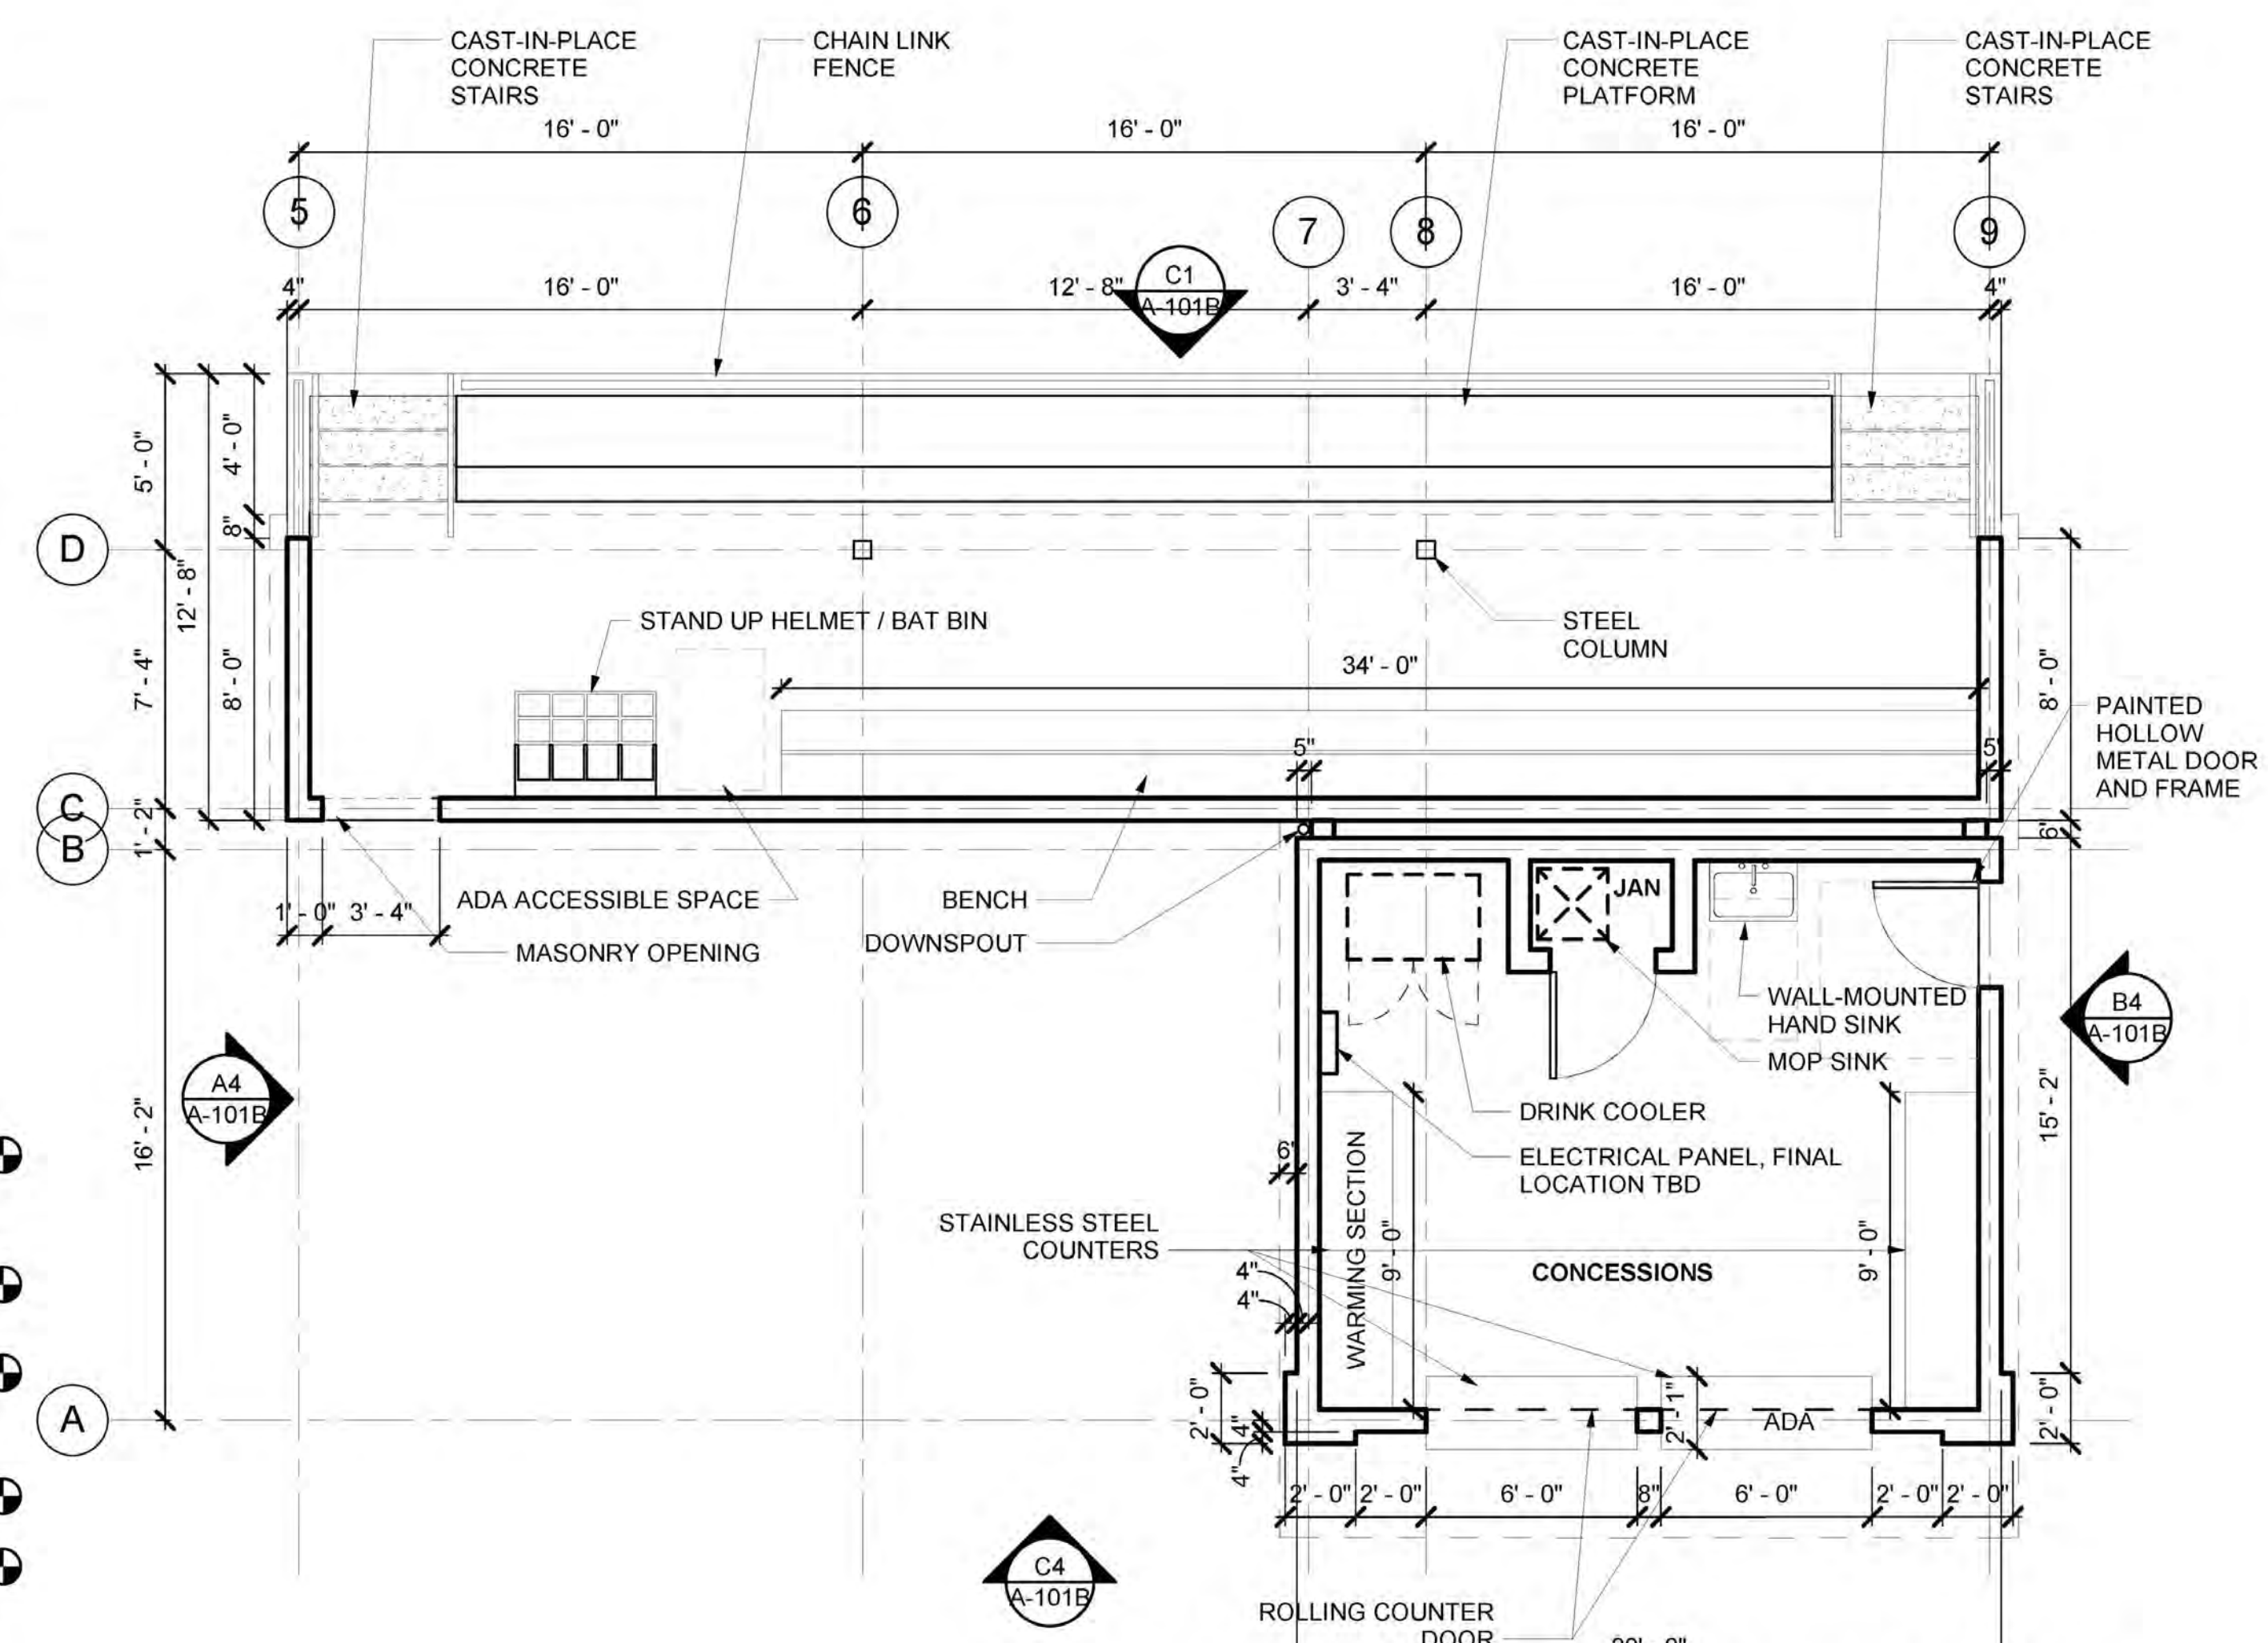 CAST-IN-PLACE
CONCRETE
STAIRS
CHAIN LINK
FENCE
CAST-IN-PLACE
CONCRETE
PLATFORM
CAST-IN-PLACE
CONCRETE
STAIRS
16' - 0"
16' - 0"
16' - 0"
5
6
7
8
9
4"
16' - 0"
12' - 8"
C1
A-101B
3' - 4"
16' - 0"
4"
5' - 0"
12' - 8"
4' - 0"
8"
D
7' - 4"
8' - 0"
STAND UP HELMET / BAT BIN
STEEL
COLUMN
34' - 0"
8' - 0"
PAINTED
HOLLOW
METAL DOOR
AND FRAME
5"
5"
C
B
1' - 2"
6"
1' - 0"
3' - 4"
ADA ACCESSIBLE SPACE
MASONRY OPENING
BENCH
DOWNSPOUT
JAN
WALL-MOUNTED
HAND SINK
MOP SINK
B4
A-101B
A4
A-101B
16' - 2"
15' - 2"
DRINK COOLER
ELECTRICAL PANEL, FINAL
LOCATION TBD
6"
WARMING SECTION
STAINLESS STEEL
COUNTERS
9' - 0"
CONCESSIONS
9' - 0"
4"
4"
A
2' - 0"
4"
4"
2' - 1"
ADA
2' - 0"
2' - 0"
2' - 0"
6' - 0"
8"
6' - 0"
2' - 0"
2' - 0"
C4
A-101B
ROLLING COUNTER
DOOR